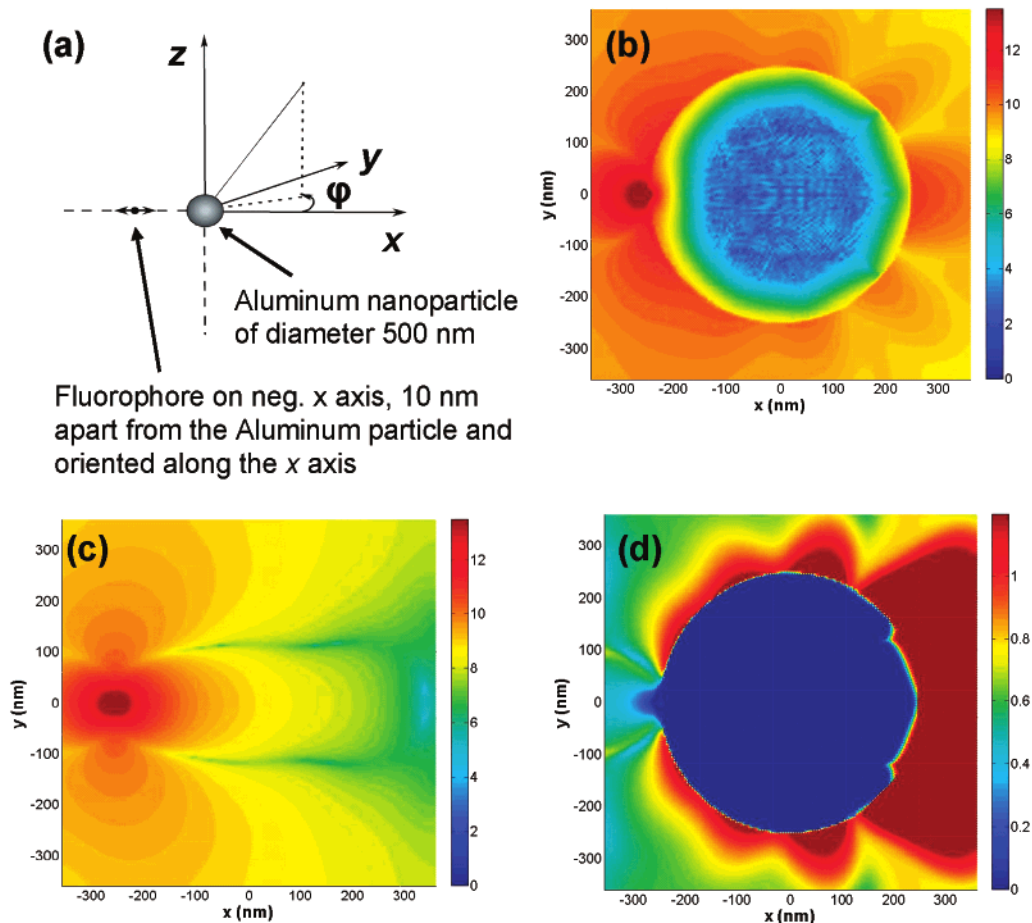 (a)
z
y
φ
x
Aluminum nanoparticle
of diameter 500 nm
Fluorophore on neg. x axis, 10 nm
apart from the Aluminum particle and
oriented along the x axis
(b)
300
200
100
0
-100
-200
-300
y (nm)
-300 -200 -100 0 100 200 300
x (nm)
12
10
8
6
4
2
0
(c)
300
200
100
0
-100
-200
-300
y (nm)
-300 -200 -100 0 100 200 300
x (nm)
12
10
8
6
4
2
0
(d)
300
200
100
0
-100
-200
-300
y (nm)
-300 -200 -100 0 100 200 300
x (nm)
1
0.8
0.6
0.4
0.2
0